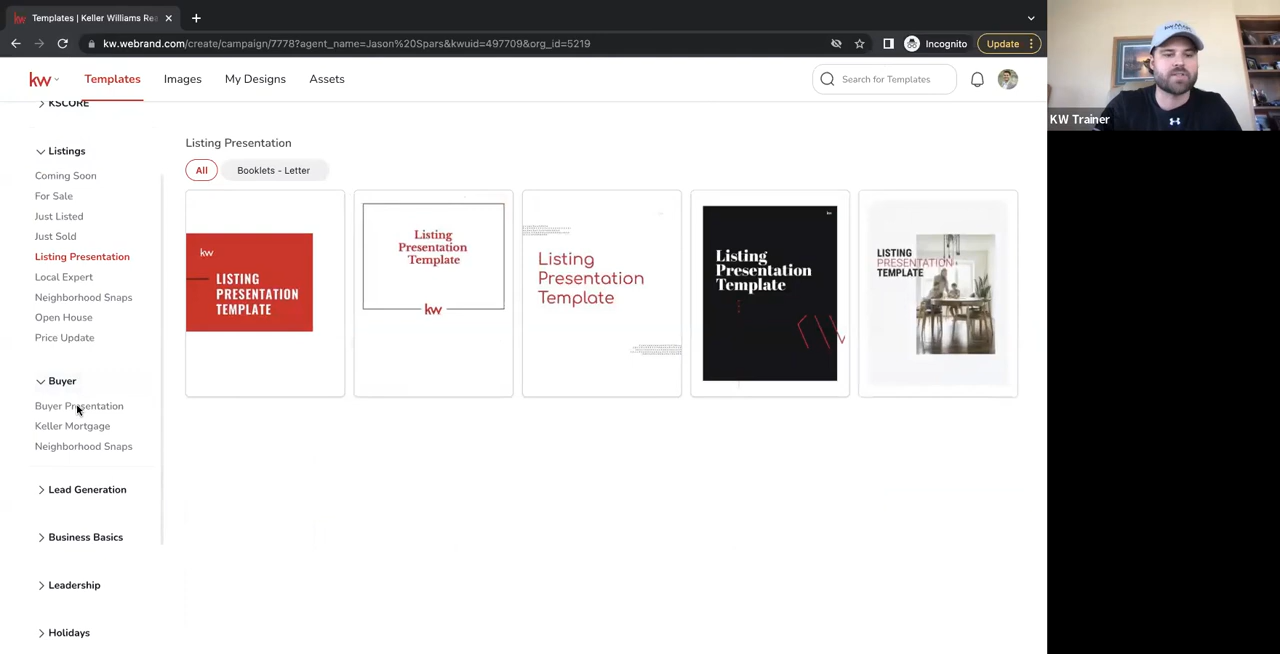 Templates | Keller Williams Rea
kw.webrand.com/create/campaign/7778?agent_name=Jason%20Spars&kwuid=497709&org_id=5219
Incognito
Update
kw
Templates
Images
My Designs
Assets
Search for Templates
KW Trainer
KSCORE
Listings
Coming Soon
For Sale
Just Listed
Just Sold
Listing Presentation
Local Expert
Neighborhood Snaps
Open House
Price Update
Buyer
Buyer Presentation
Keller Mortgage
Neighborhood Snaps
Lead Generation
Business Basics
Leadership
Holidays
Listing Presentation
All
Booklets - Letter
kw
LISTING
PRESENTATION
TEMPLATE
Listing
Presentation
Template
kw
Listing
Presentation
Template
kw
Listing
Presentation
Template
LISTING
PRESENTATION
TEMPLATE